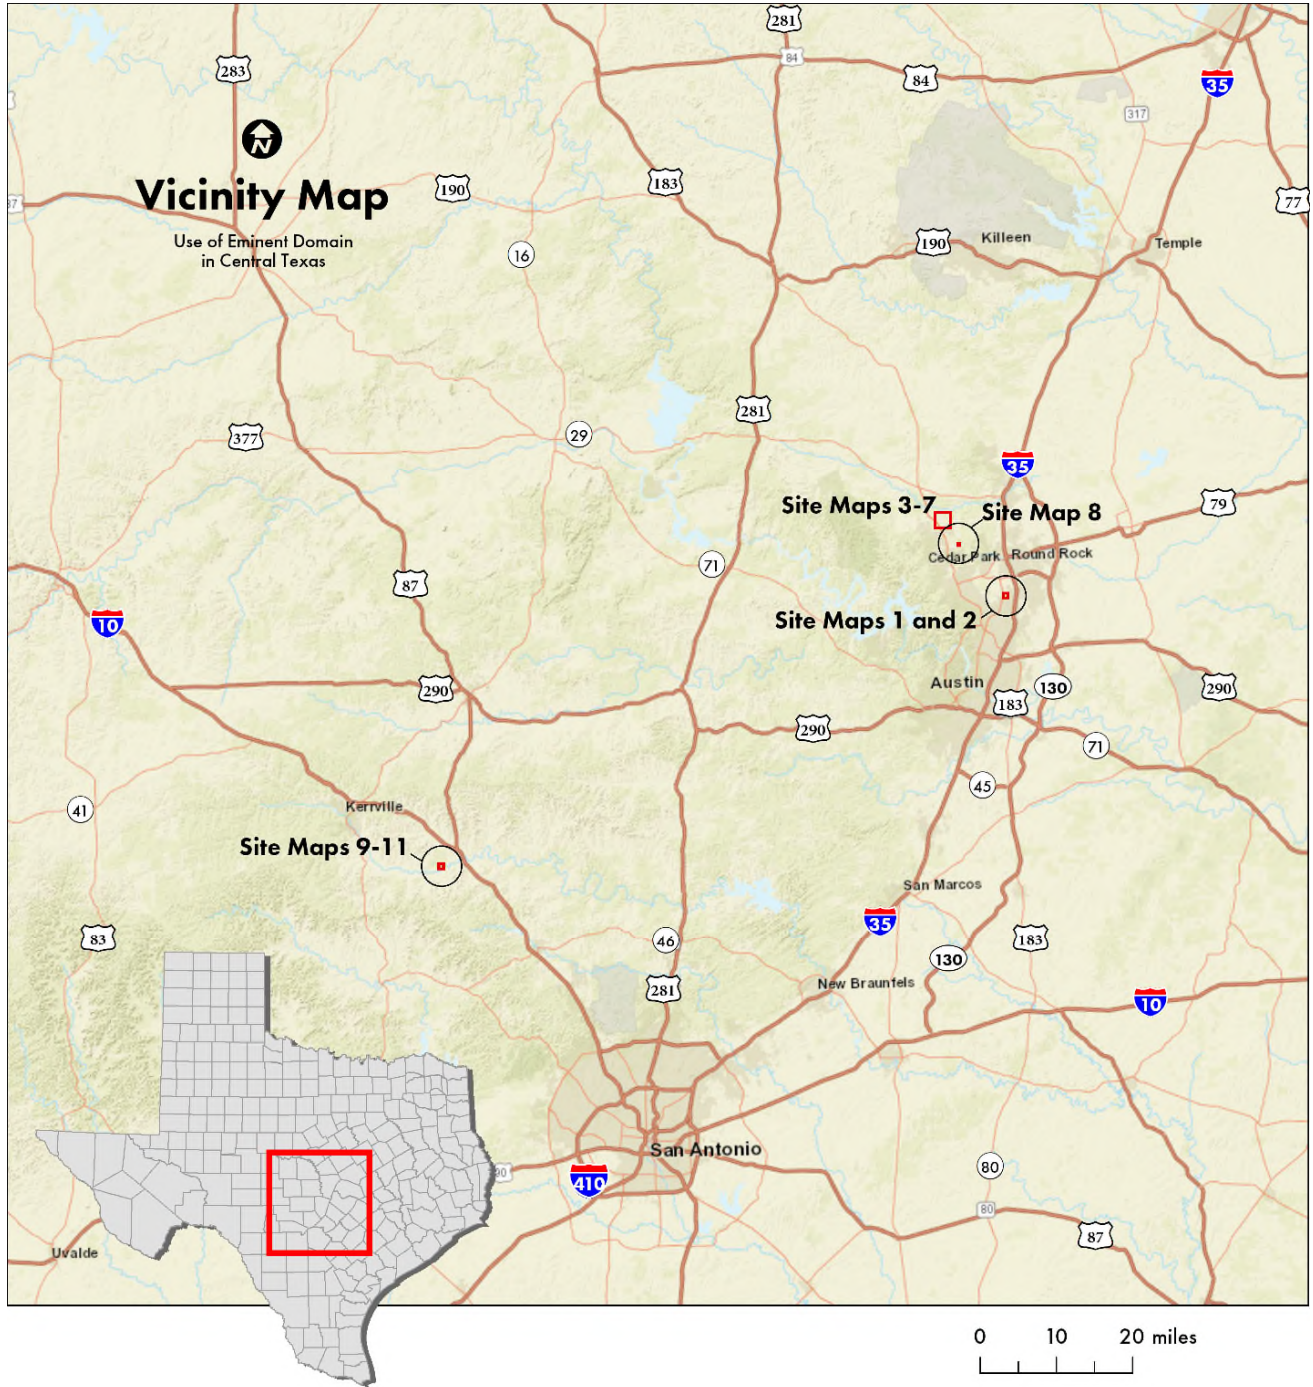 281
84
283
84
35
317
N
Vicinity Map
190
183
77
Use of Eminent Domain
in Central Texas
16
190
Killeen
Temple
281
29
377
35
79
Site Maps 3-7
Site Map 8
Cedar Park
Round Rock
71
87
10
Site Maps 1 and 2
Austin
130
290
290
183
290
71
45
Kerrville
41
Site Maps 9-11
San Marcos
35
83
46
183
130
281
New Braunfels
10
San Antonio
90
410
80
80
87
Uvalde
0 10 20 miles